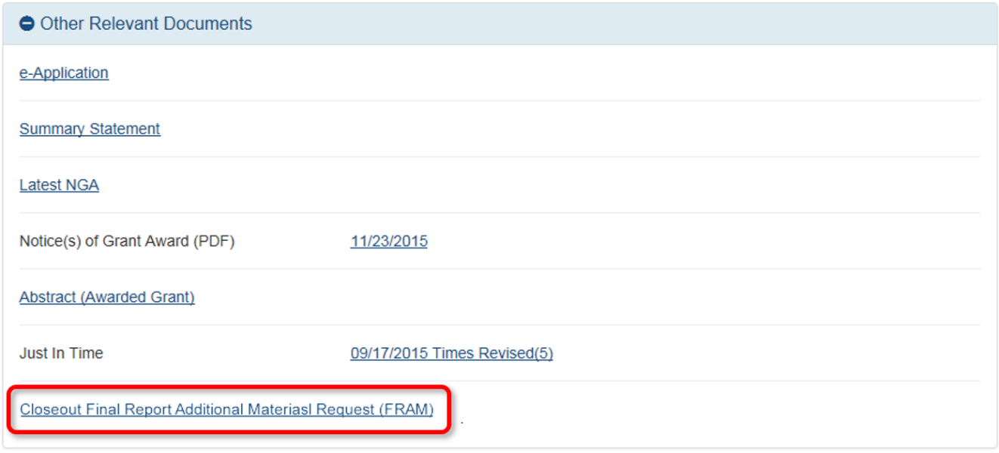 Other Relevant Documents
e-Application
Summary Statement
Latest NGA
Notice(s) of Grant Award (PDF) 11/23/2015
Abstract (Awarded Grant)
Just In Time 09/17/2015 Times Revised(5)
Closeout Final Report Additional Materiasl Request (FRAM) .